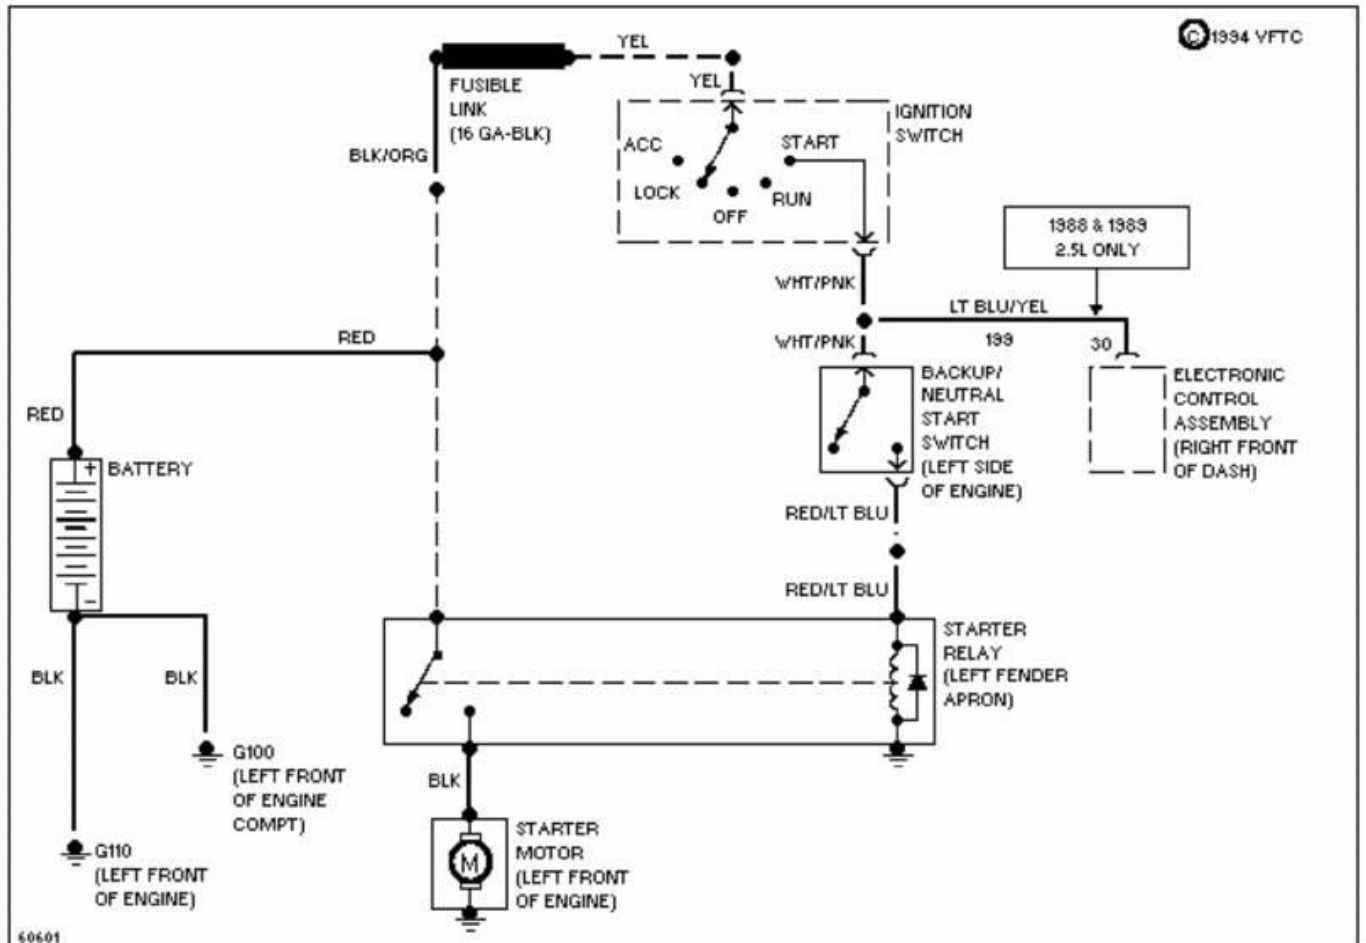 YEL
© 1994 VFTC
YEL
FUSIBLE
LINK
(16 GA-BLK)
IGNITION
SWITCH
BLK/ORG
ACC
START
LOCK
RUN
OFF
1988 & 1989
2.5L ONLY
WHT/PNK
LT BLU/YEL
199
30
RED
WHT/PNK
BACKUP/
NEUTRAL
START
SWITCH
(LEFT SIDE
OF ENGINE)
ELECTRONIC
CONTROL
ASSEMBLY
(RIGHT FRONT
OF DASH)
RED
+
BATTERY
–
RED/LT BLU
RED/LT BLU
STARTER
RELAY
(LEFT FENDER
APRON)
BLK
BLK
G100
(LEFT FRONT
OF ENGINE
COMPT)
BLK
G110
(LEFT FRONT
OF ENGINE)
M
STARTER
MOTOR
(LEFT FRONT
OF ENGINE)
60601